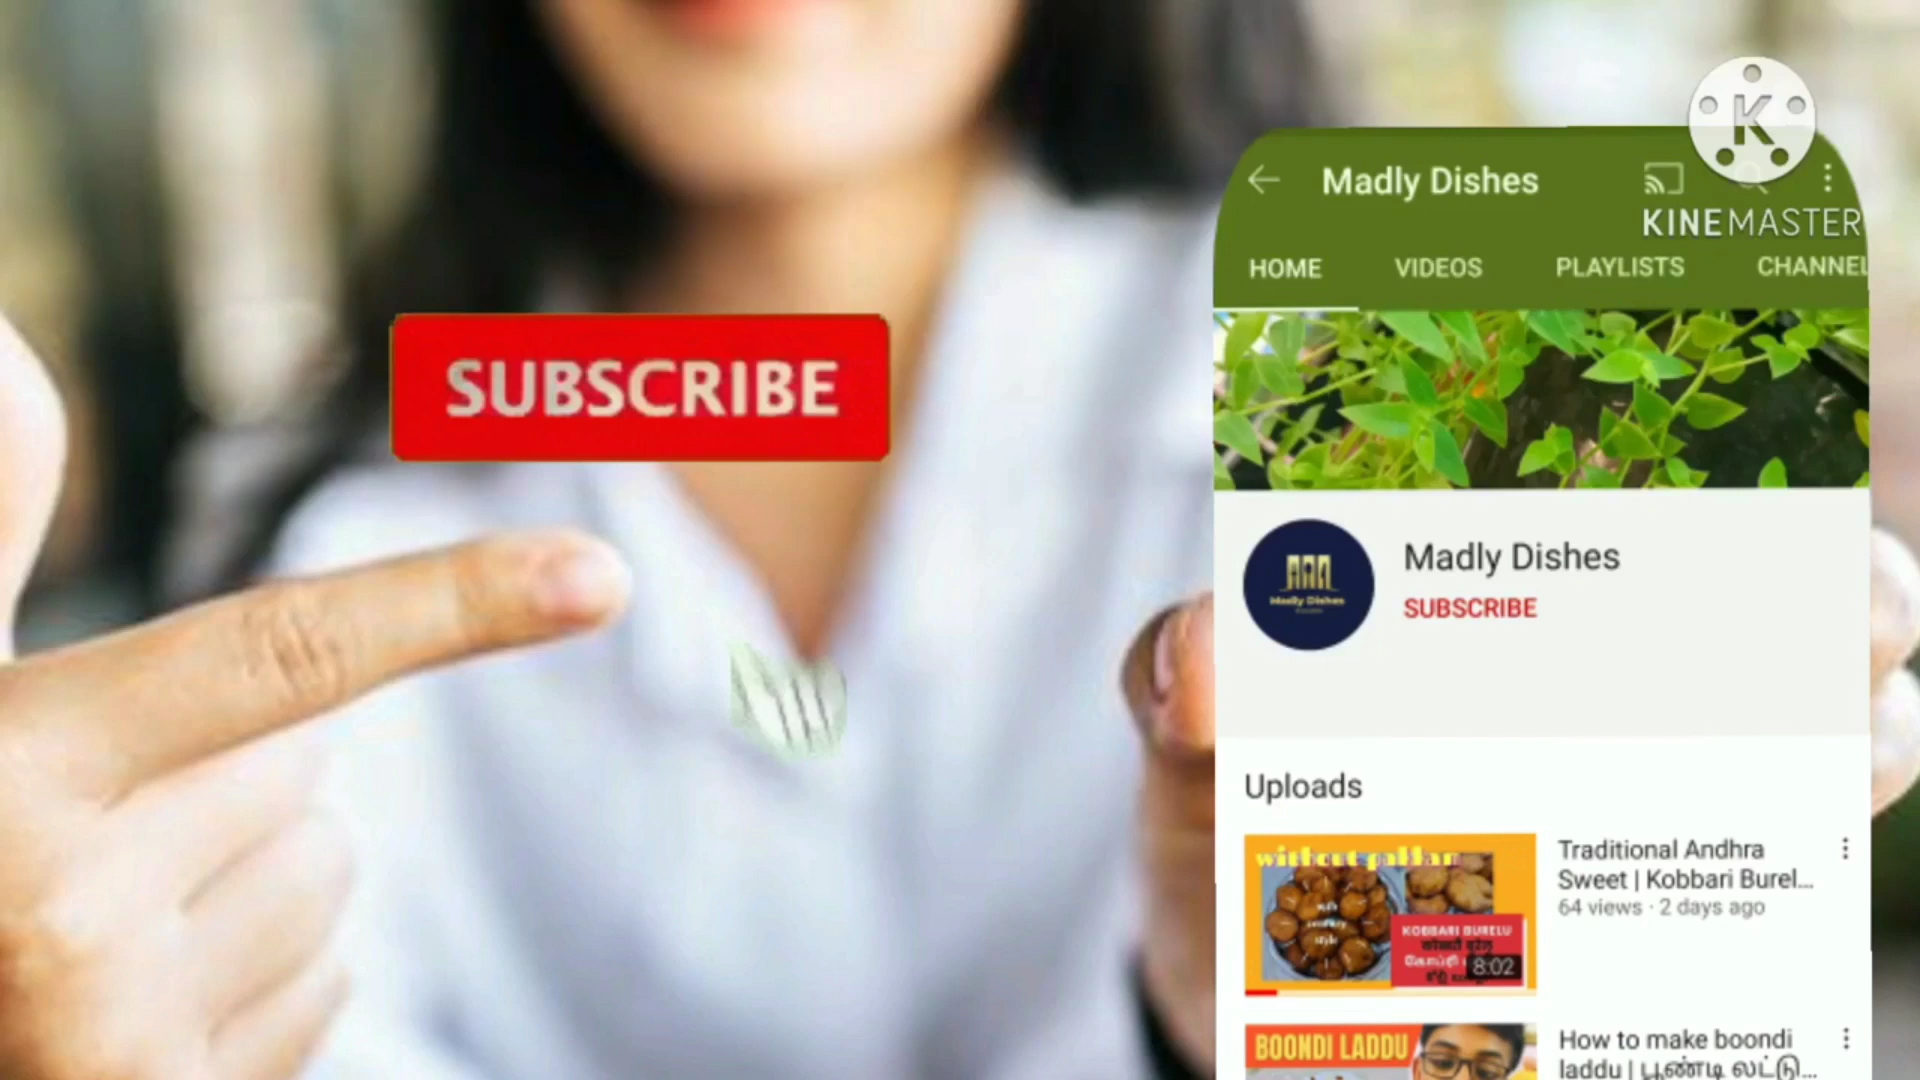 Madly Dishes
KINEMASTER
HOME VIDEOS PLAYLISTS CHANNEL
SUBSCRIBE
Madly Dishes
SUBSCRIBE
Madly Dishes
Uploads
without
Traditional Andhra
Sweet | Kobbari Burel...
64 views · 2 days ago
KOBBARI BURELU
8:02
BOONDI LADDU
How to make boondi
laddu | பூண்டி லட்டு...